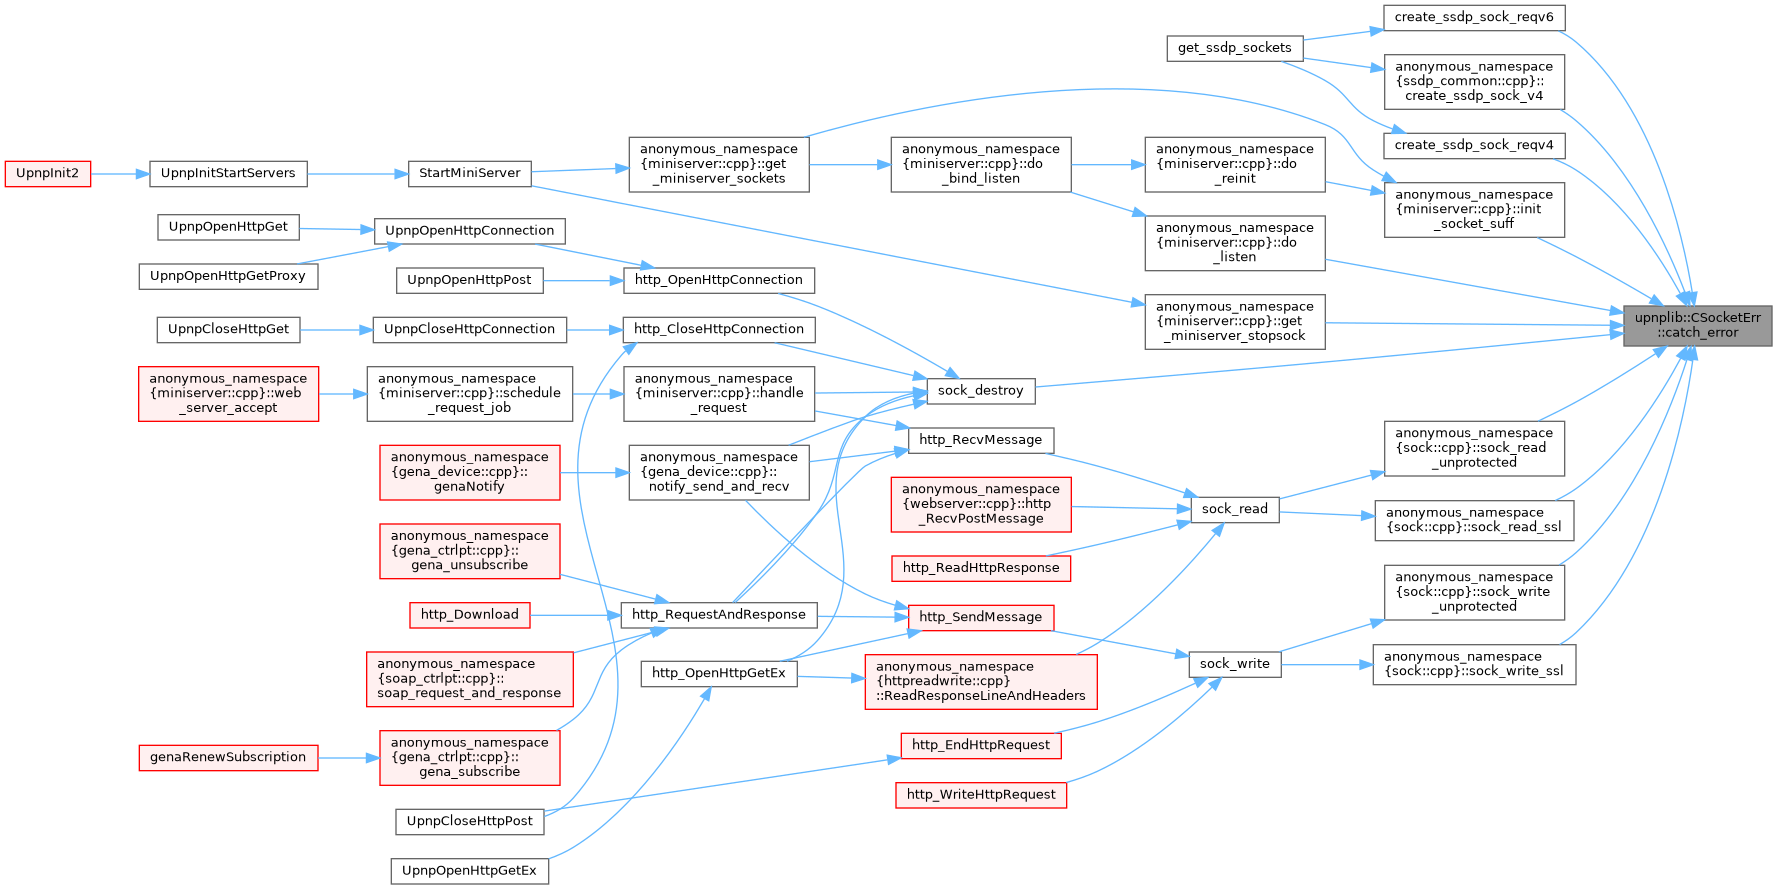 create_ssdp_sock_reqv6
get_ssdp_sockets
anonymous_namespace
{ssdp_common::cpp}::
create_ssdp_sock_v4
create_ssdp_sock_reqv4
UpnpInit2
UpnpInitStartServers
StartMiniServer
anonymous_namespace
{miniserver::cpp}::get
_miniserver_sockets
anonymous_namespace
{miniserver::cpp}::do
_bind_listen
anonymous_namespace
{miniserver::cpp}::do
_reinit
anonymous_namespace
{miniserver::cpp}::init
_socket_suff
UpnpOpenHttpGet
UpnpOpenHttpConnection
anonymous_namespace
{miniserver::cpp}::do
_listen
UpnpOpenHttpGetProxy
UpnpOpenHttpPost
http_OpenHttpConnection
anonymous_namespace
{miniserver::cpp}::get
_miniserver_stopsock
upnplib::CSocketErr
::catch_error
UpnpCloseHttpGet
UpnpCloseHttpConnection
http_CloseHttpConnection
anonymous_namespace
{miniserver::cpp}::web
_server_accept
anonymous_namespace
{miniserver::cpp}::schedule
_request_job
anonymous_namespace
{miniserver::cpp}::handle
_request
sock_destroy
http_RecvMessage
anonymous_namespace
{sock::cpp}::sock_read
_unprotected
anonymous_namespace
{gena_device::cpp}::
genaNotify
anonymous_namespace
{gena_device::cpp}::
notify_send_and_recv
anonymous_namespace
{webserver::cpp}::http
_RecvPostMessage
sock_read
anonymous_namespace
{sock::cpp}::sock_read_ssl
anonymous_namespace
{gena_ctrlpt::cpp}::
gena_unsubscribe
http_ReadHttpResponse
anonymous_namespace
{sock::cpp}::sock_write
_unprotected
http_Download
http_RequestAndResponse
http_SendMessage
anonymous_namespace
{soap_ctrlpt::cpp}::
soap_request_and_response
http_OpenHttpGetEx
anonymous_namespace
{httpreadwrite::cpp}
::ReadResponseLineAndHeaders
sock_write
anonymous_namespace
{sock::cpp}::sock_write_ssl
genaRenewSubscription
anonymous_namespace
{gena_ctrlpt::cpp}::
gena_subscribe
http_EndHttpRequest
http_WriteHttpRequest
UpnpCloseHttpPost
UpnpOpenHttpGetEx